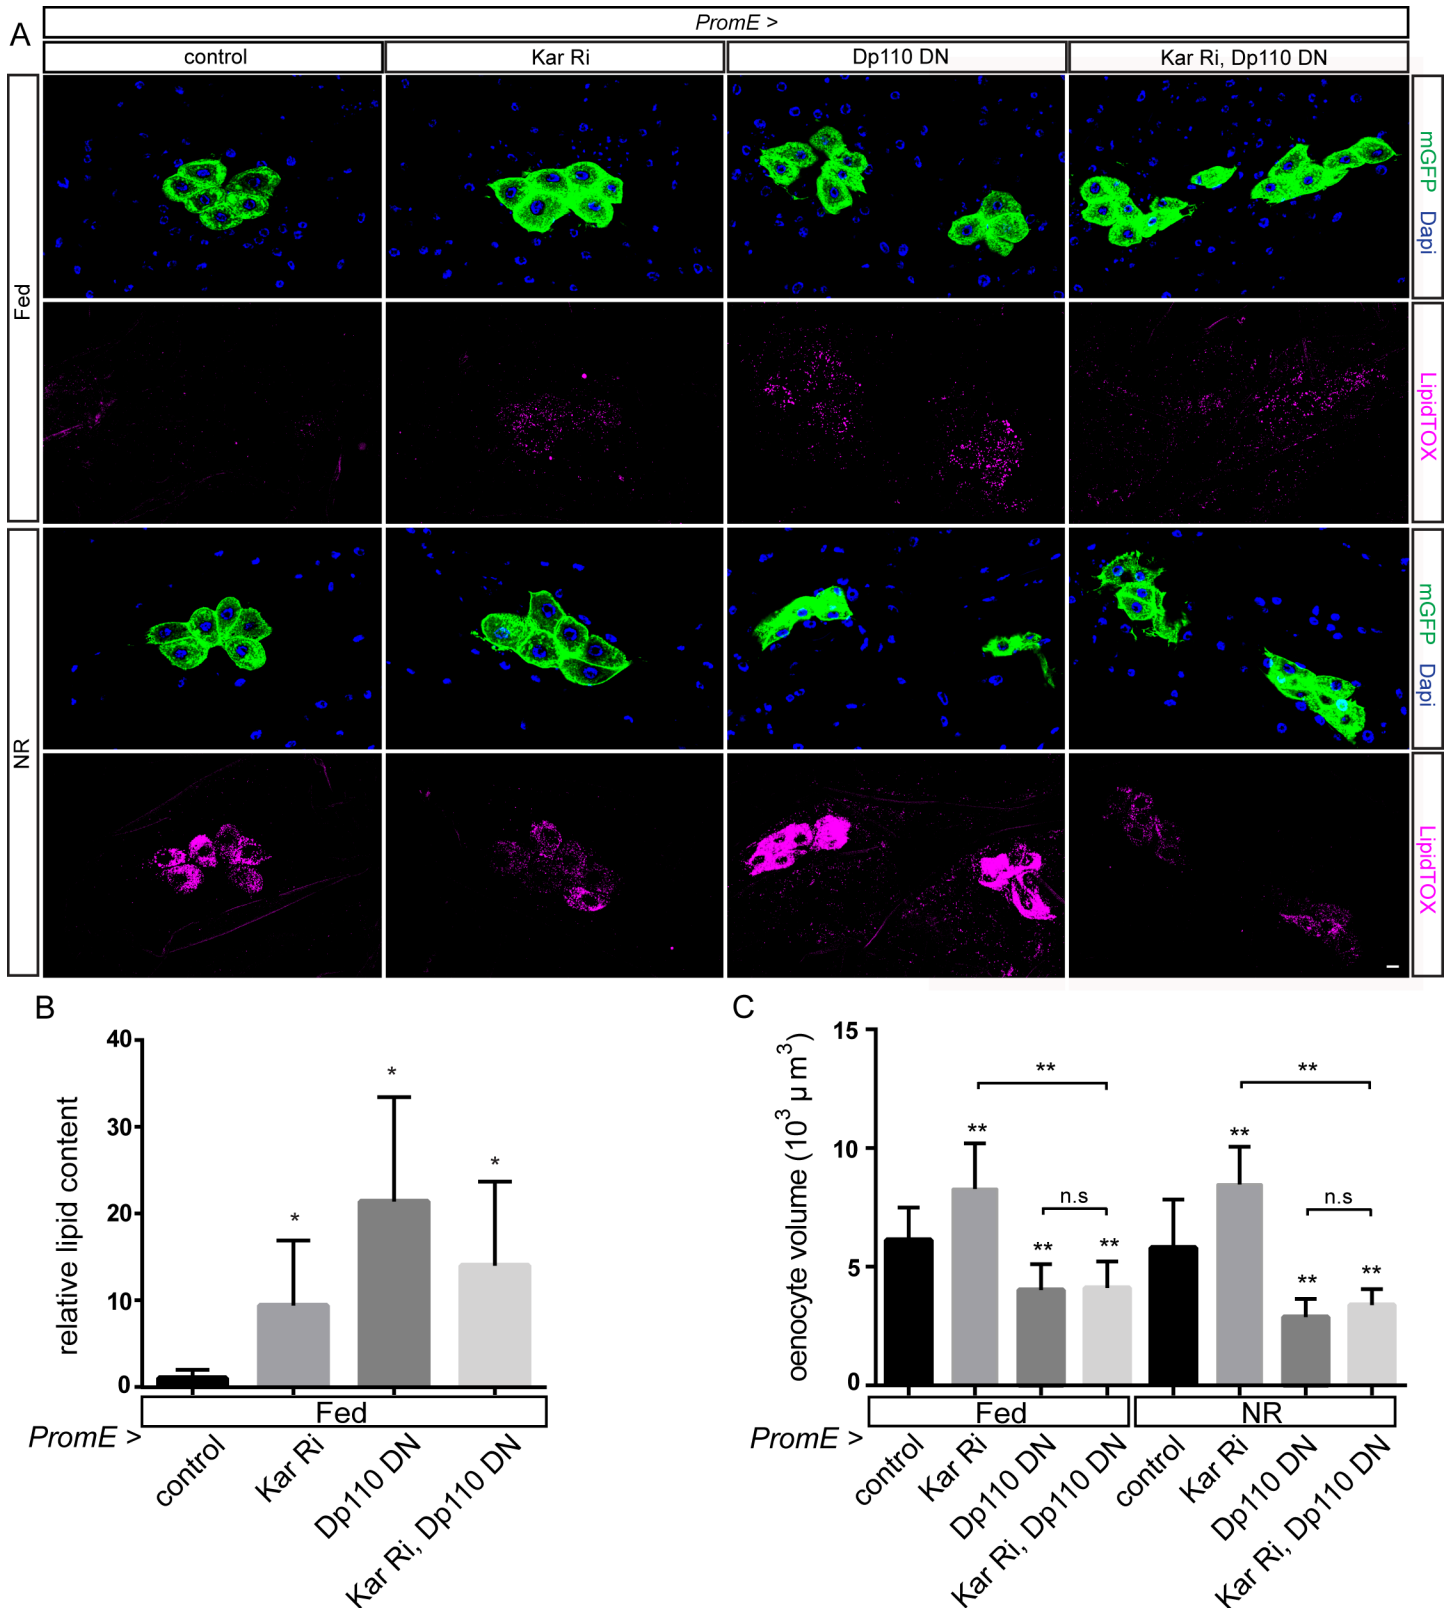 A
PromE >
control
Kar Ri
Dp110 DN
Kar Ri, Dp110 DN
Fed
mGFP Dapi
LipidTOX
NR
mGFP Dapi
LipidTOX
B
relative lipid content
40
30
20
10
0
*
*
*
Fed
PromE >
control
Kar Ri
Dp110 DN
Kar Ri, Dp110 DN
C
oenocyte volume (10³ µm³)
15
10
5
0
**
**
**
**
n.s
n.s
**
**
**
**
Fed
NR
PromE >
control
Kar Ri
Dp110 DN
Kar Ri, Dp110 DN
control
Kar Ri
Dp110 DN
Kar Ri, Dp110 DN